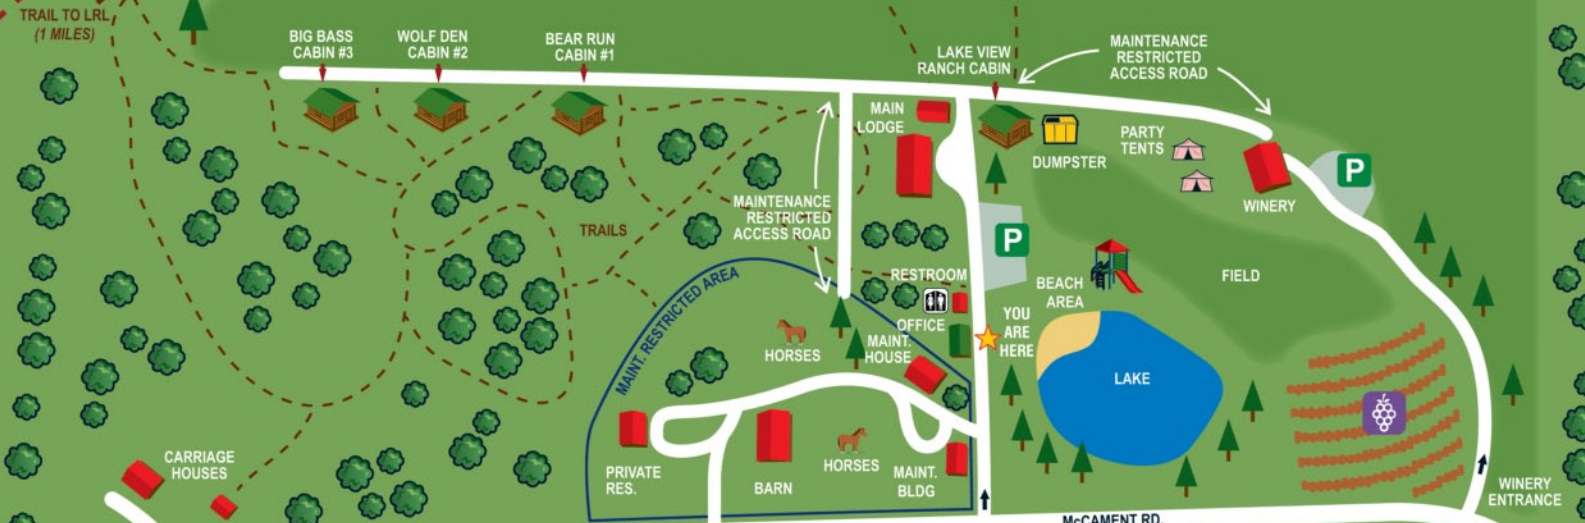 TRAIL TO LRL
(1 MILES)
BIG BASS
CABIN #3
WOLF DEN
CABIN #2
BEAR RUN
CABIN #1
LAKE VIEW
RANCH CABIN
MAINTENANCE
RESTRICTED
ACCESS ROAD
MAIN
LODGE
DUMPSTER
PARTY
TENTS
P
WINERY
MAINTENANCE
RESTRICTED
ACCESS ROAD
TRAILS
P
RESTROOM
BEACH
AREA
FIELD
MAINT. RESTRICTED AREA
OFFICE
YOU
ARE
HERE
HORSES
MAINT.
HOUSE
LAKE
CARRIAGE
HOUSES
PRIVATE
RES.
BARN
HORSES
MAINT.
BLDG
WINERY
ENTRANCE
McCAMENT RD.